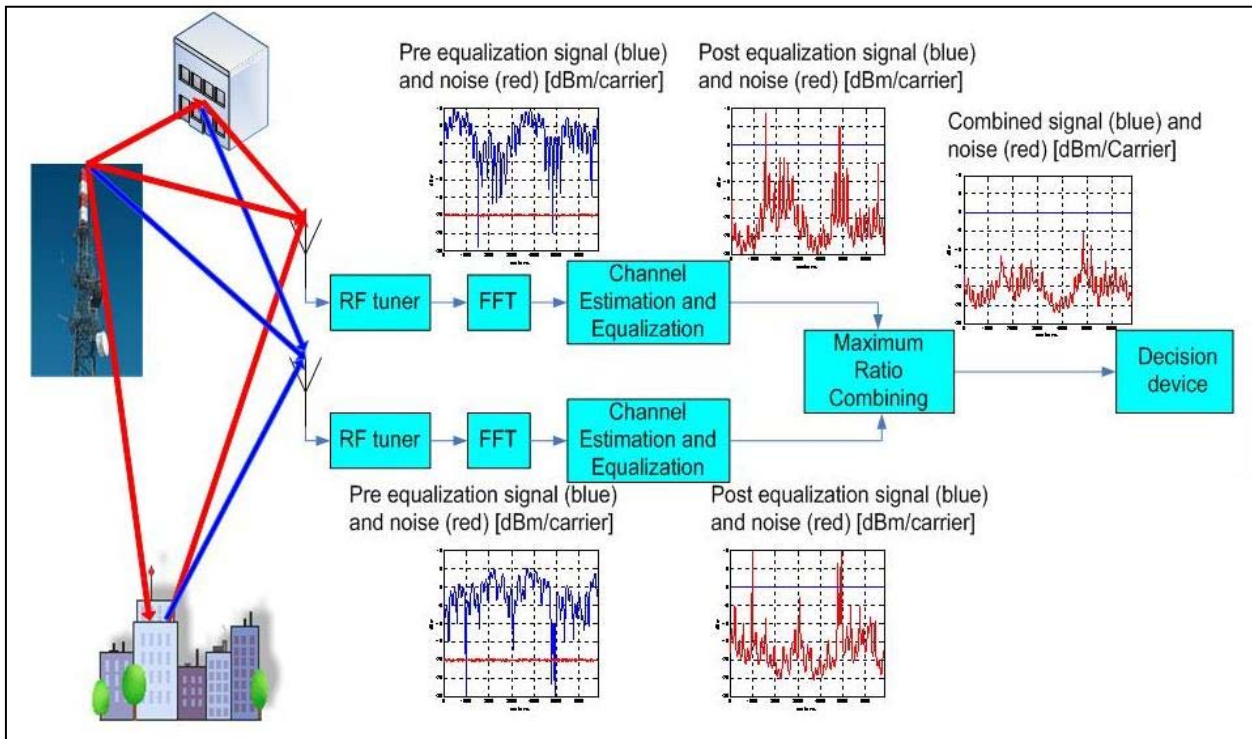 Pre equalization signal (blue)
and noise (red) [dBm/carrier]
Post equalization signal (blue)
and noise (red) [dBm/carrier]
Combined signal (blue) and
noise (red) [dBm/Carrier]
RF tuner
FFT
Channel
Estimation and
Equalization
Maximum
Ratio
Combining
Decision
device
RF tuner
FFT
Channel
Estimation and
Equalization
Pre equalization signal (blue)
and noise (red) [dBm/carrier]
Post equalization signal (blue)
and noise (red) [dBm/carrier]